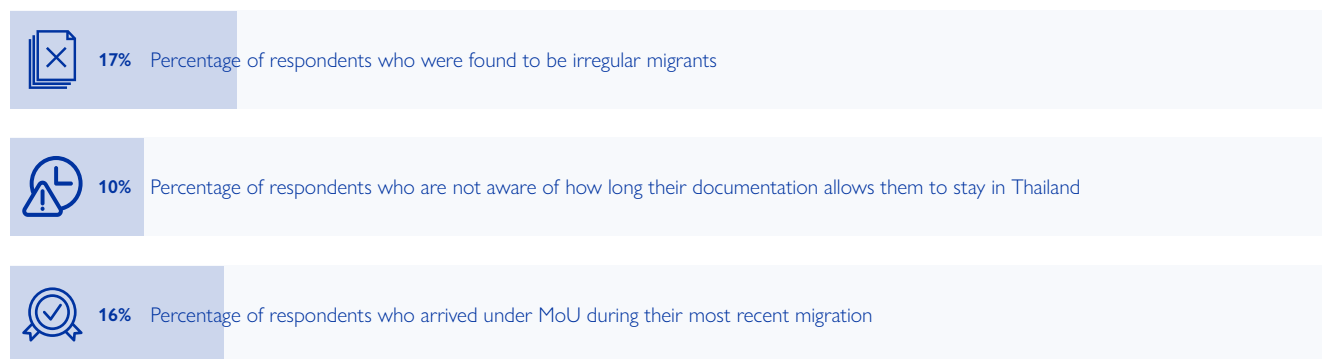 17% Percentage of respondents who were found to be irregular migrants
10% Percentage of respondents who are not aware of how long their documentation allows them to stay in Thailand
16% Percentage of respondents who arrived under MoU during their most recent migration